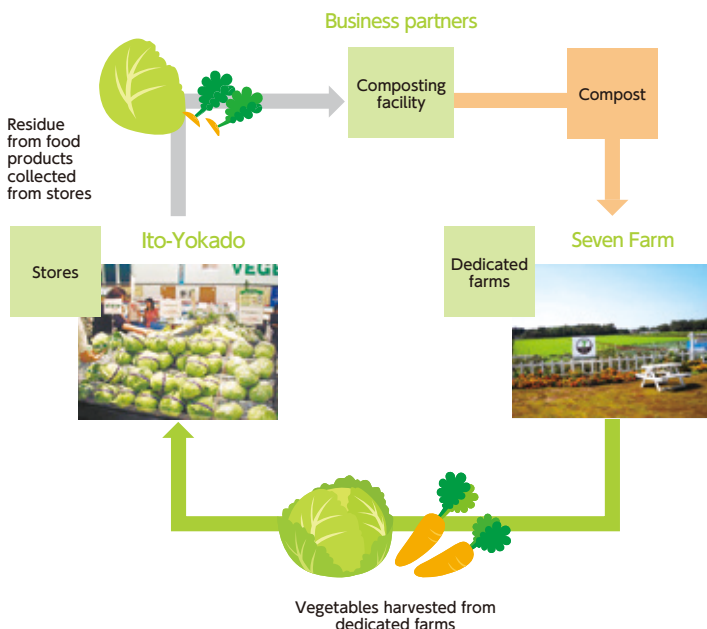 Business partners
Composting
facility
Compost
Residue
from food
products
collected
from stores
Ito-Yokado
Stores
Seven Farm
Dedicated
farms
VEGE
Vegetables harvested from
dedicated farms